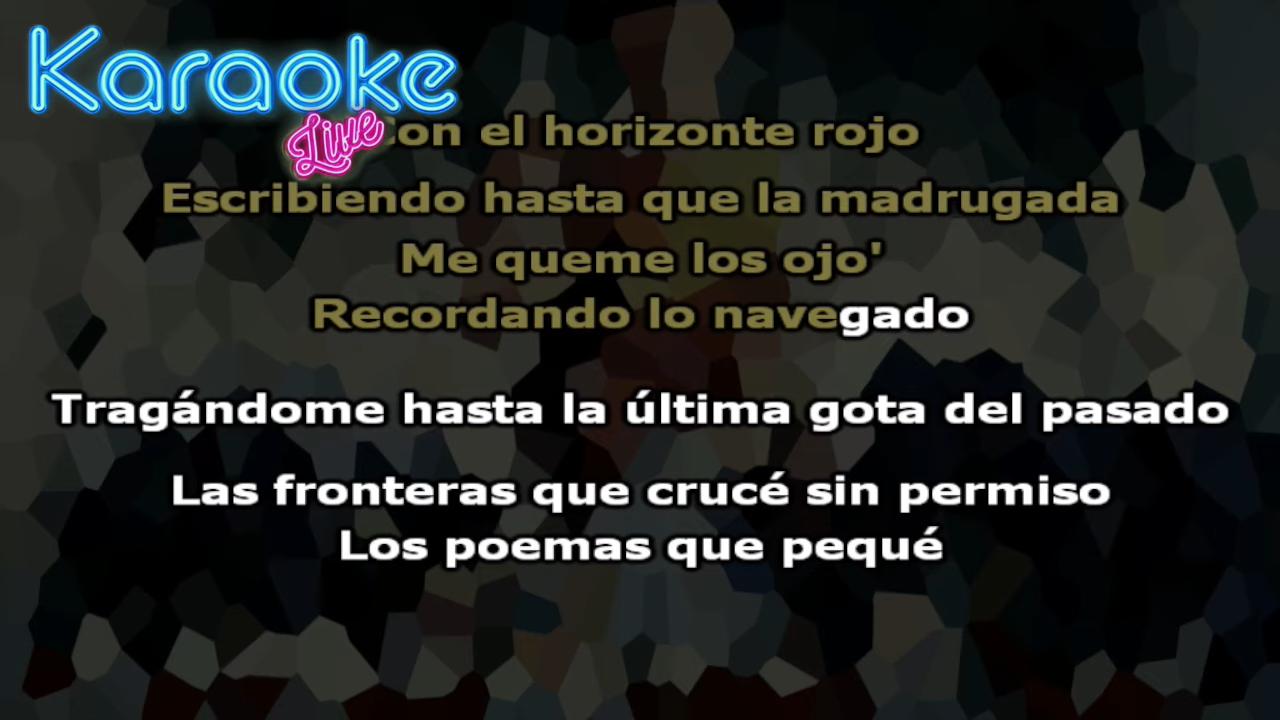 Karaoke
Live
Con el horizonte rojo
Escribiendo hasta que la madrugada
Me queme los ojo'
Recordando lo navegado
Tragándome hasta la última gota del pasado
Las fronteras que crucé sin permiso
Los poemas que pequé